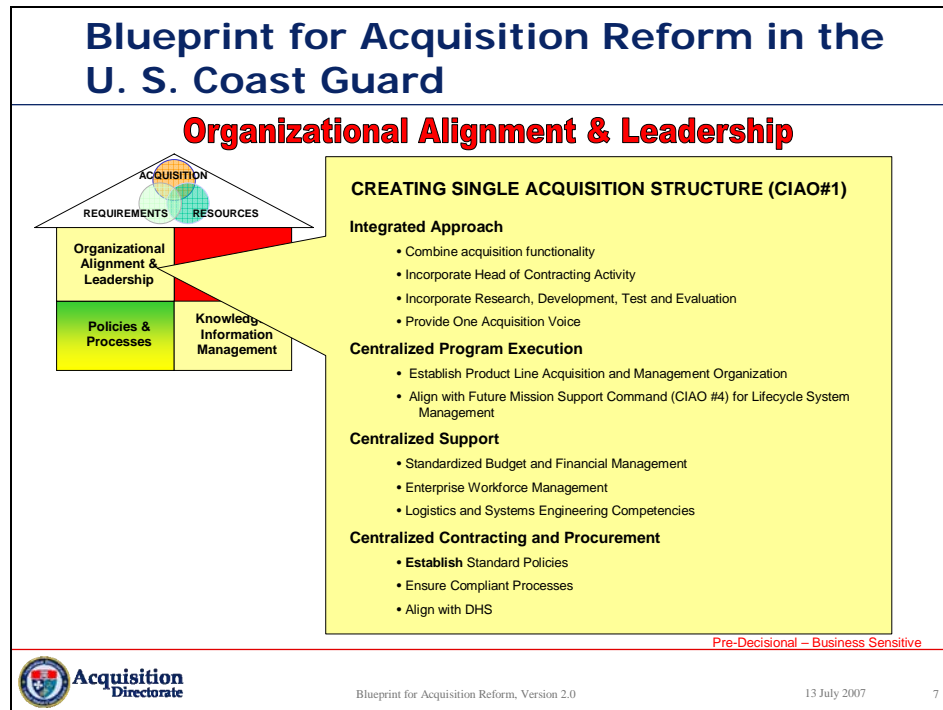 Blueprint for Acquisition Reform in the
U. S. Coast Guard
Organizational Alignment & Leadership
ACQUISITION
REQUIREMENTS RESOURCES
Organizational
Alignment &
Leadership
Policies &
Processes
Information
Management
CREATING SINGLE ACQUISITION STRUCTURE (CIAO#1)
Integrated Approach
• Combine acquisition functionality
• Incorporate Head of Contracting Activity
• Incorporate Research, Development, Test and Evaluation
• Provide One Acquisition Voice
Centralized Program Execution
• Establish Product Line Acquisition and Management Organization
• Align with Future Mission Support Command (CIAO #4) for Lifecycle System
Management
Centralized Support
• Standardized Budget and Financial Management
• Enterprise Workforce Management
• Logistics and Systems Engineering Competencies
Centralized Contracting and Procurement
• Establish Standard Policies
• Ensure Compliant Processes
• Align with DHS
Pre-Decisional – Business Sensitive
Acquisition
Directorate
Blueprint for Acquisition Reform, Version 2.0
13 July 2007
7